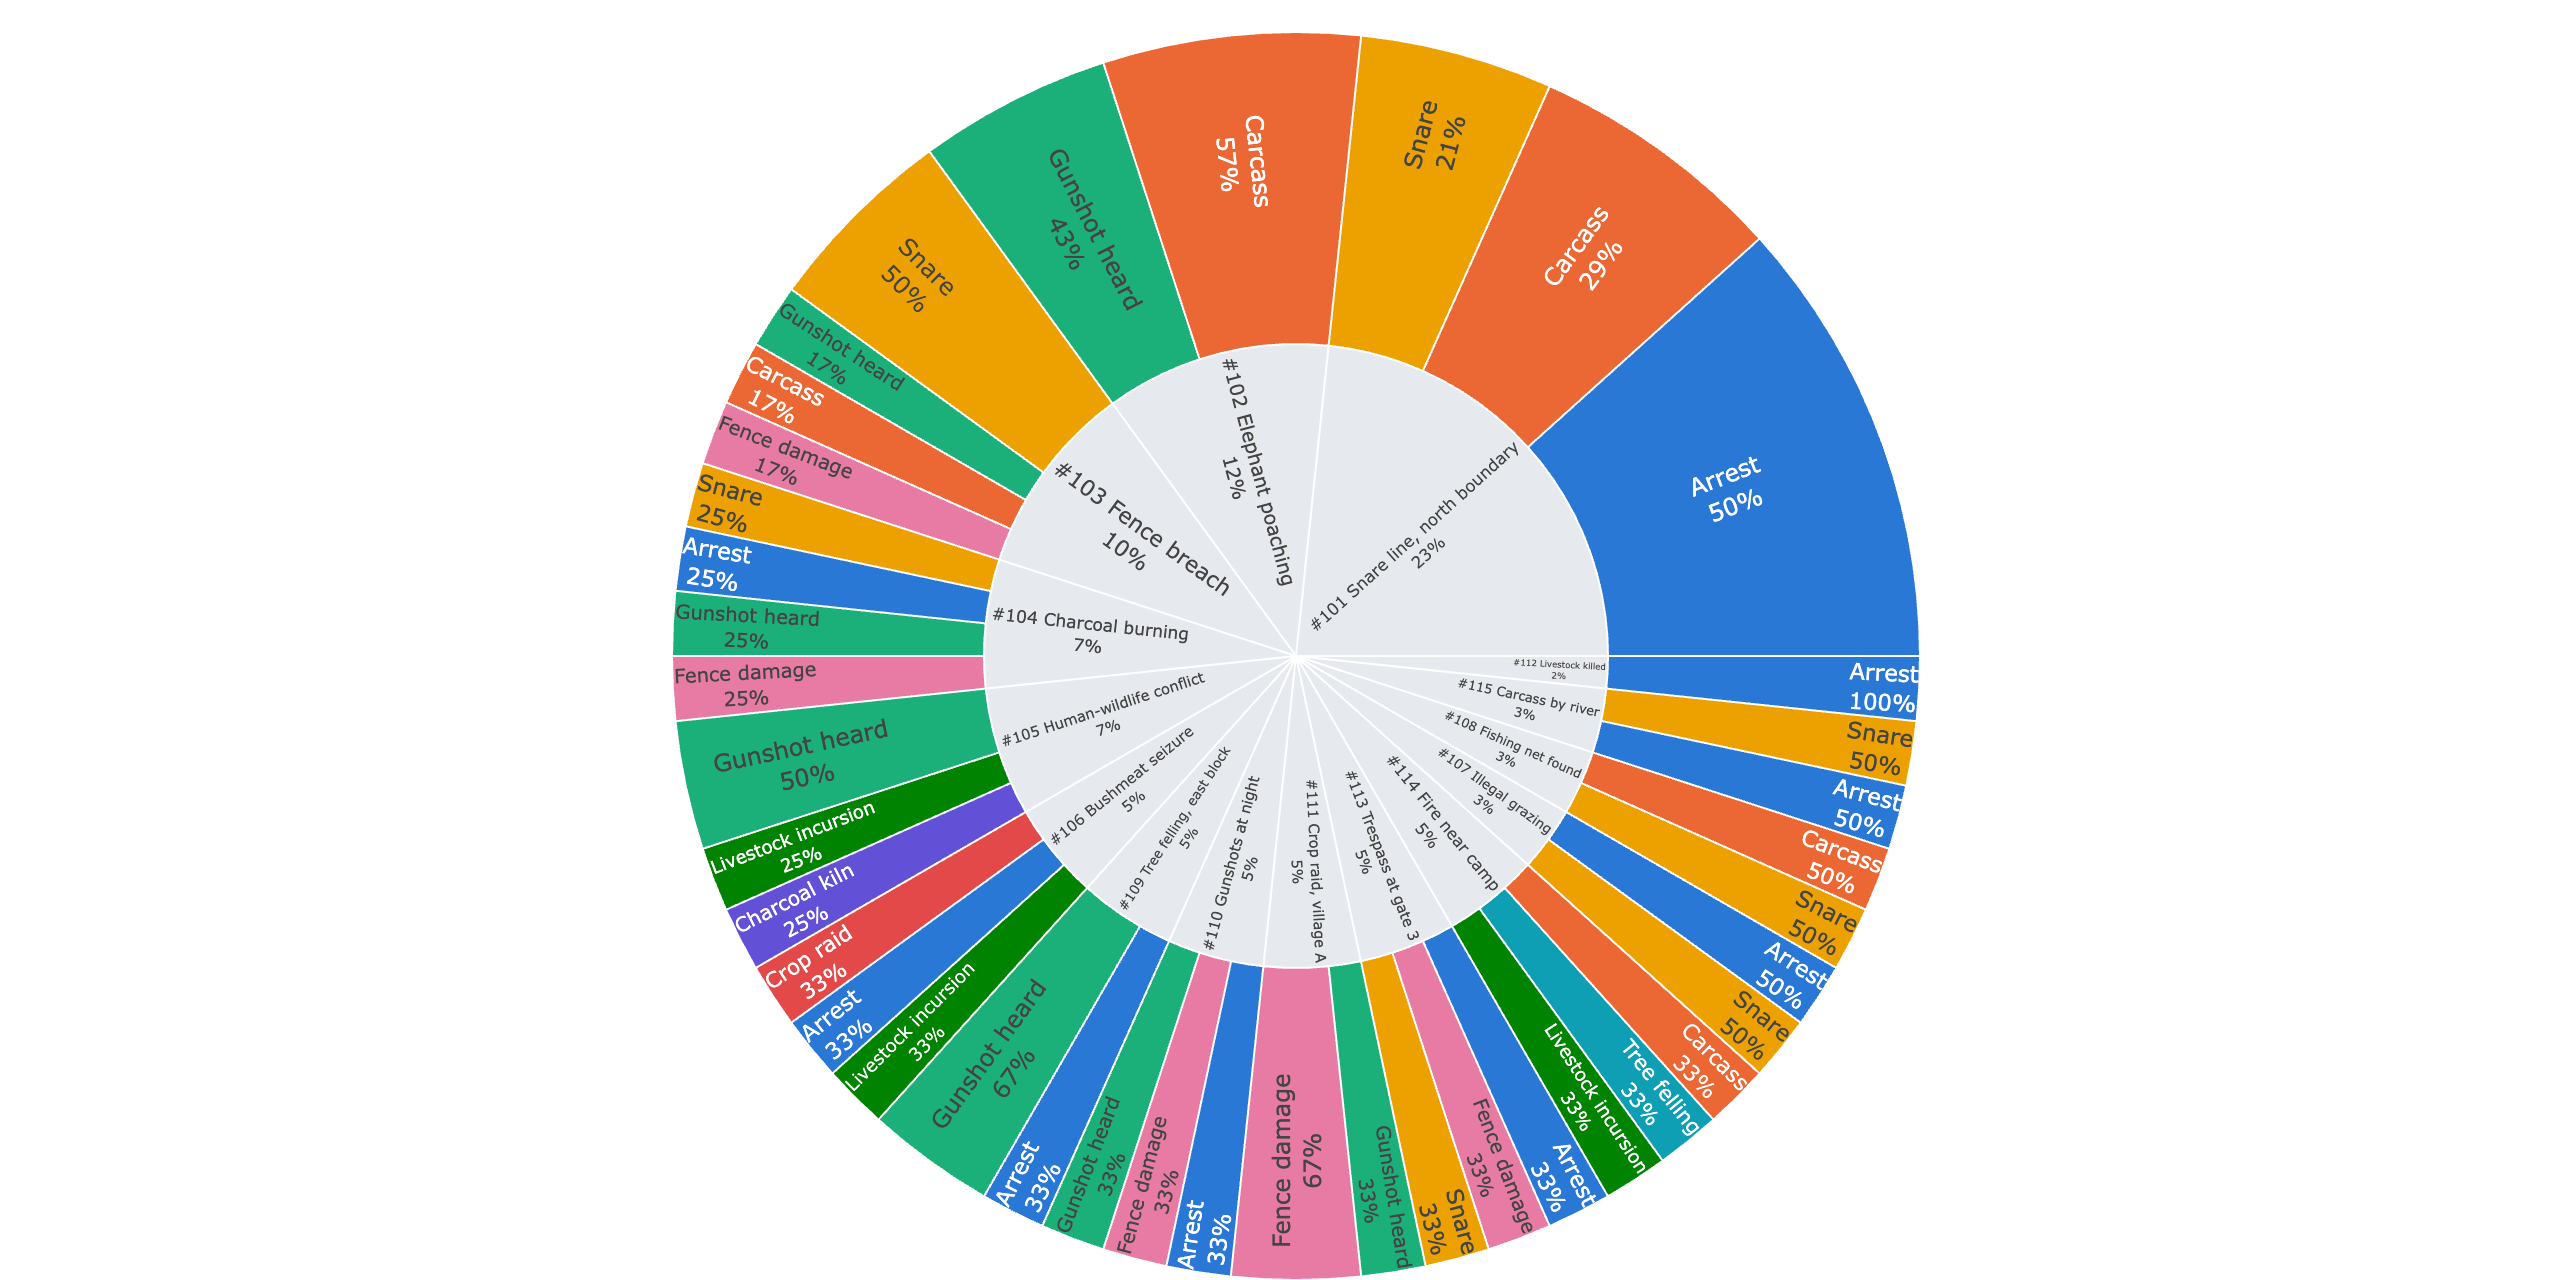 #101 Snare line, north boundary
23%
Arrest
50%
Carcass
29%
Snare
21%
#102 Elephant poaching
12%
Carcass
57%
Gunshot heard
43%
#103 Fence breach
10%
Snare
50%
Gunshot heard
17%
Carcass
17%
Fence damage
17%
#104 Charcoal burning
7%
Snare
25%
Arrest
25%
Gunshot heard
25%
Fence damage
25%
#105 Human-wildlife conflict
7%
Gunshot heard
50%
Livestock incursion
25%
Charcoal kiln
25%
#106 Bushmeat seizure
5%
Crop raid
33%
Arrest
33%
Livestock incursion
33%
#109 Tree felling, east block
5%
Gunshot heard
67%
Arrest
33%
#110 Gunshots at night
5%
Gunshot heard
33%
Fence damage
33%
Arrest
33%
#111 Crop raid, village A
5%
Fence damage
67%
Gunshot heard
33%
#113 Trespass at gate 3
5%
Snare
33%
Fence damage
33%
Arrest
33%
#114 Fire near camp
5%
Livestock incursion
33%
Tree felling
33%
Carcass
33%
#107 Illegal grazing
3%
Snare
50%
Arrest
50%
#108 Fishing net found
3%
Snare
50%
Carcass
50%
#115 Carcass by river
3%
Arrest
50%
Snare
50%
#112 Livestock killed
2%
Arrest
100%